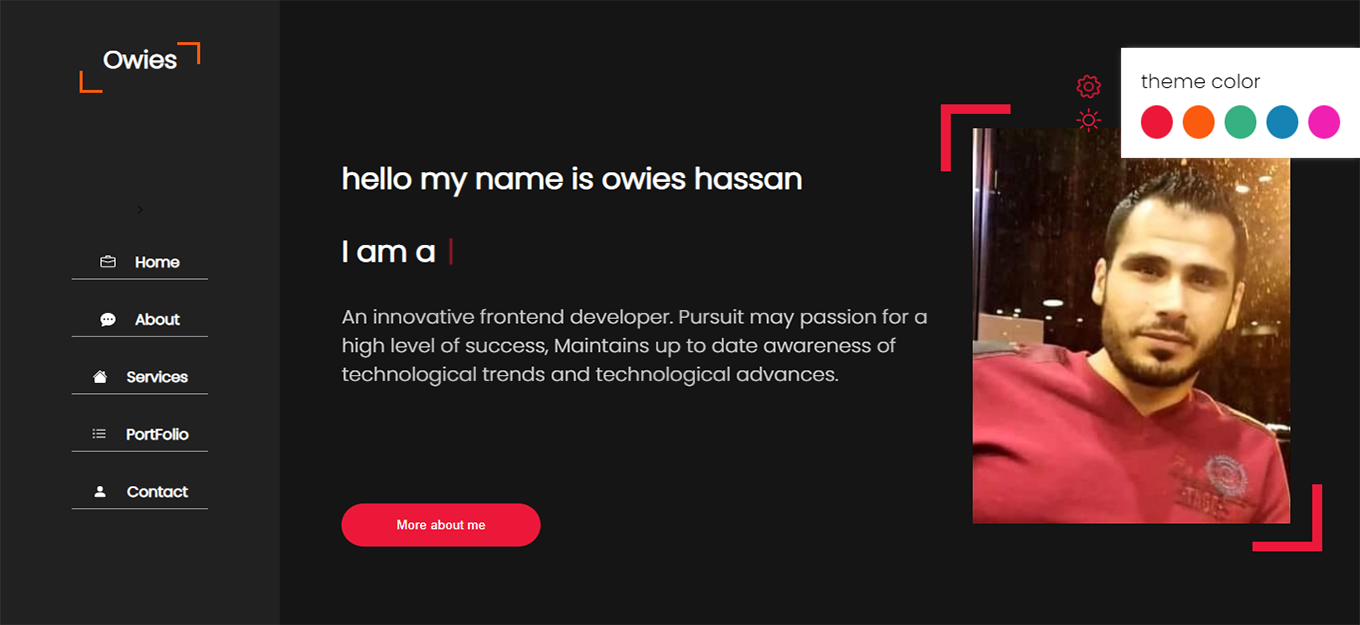 Owies
>
Home
About
Services
PortFolio
Contact
hello my name is owies hassan
I am a |
An innovative frontend developer. Pursuit may passion for a
high level of success, Maintains up to date awareness of
technological trends and technological advances.
More about me
theme color